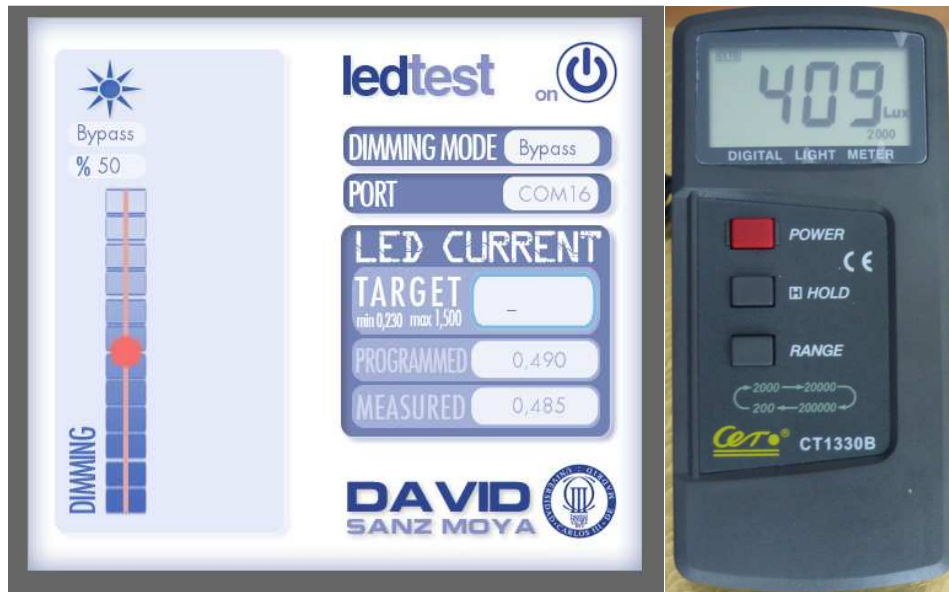 ledtest
on
Bypass
% 50
DIMMING
DIMMING MODE Bypass
PORT COM16
LED CURRENT
TARGET _
min 0,230 max 1,500
PROGRAMMED 0,490
MEASURED 0,485
DAVID
SANZ MOYA
409
Lux
2000
DIGITAL LIGHT METER
POWER
CE
H HOLD
RANGE
2000 20000
200 200000
CT1330B